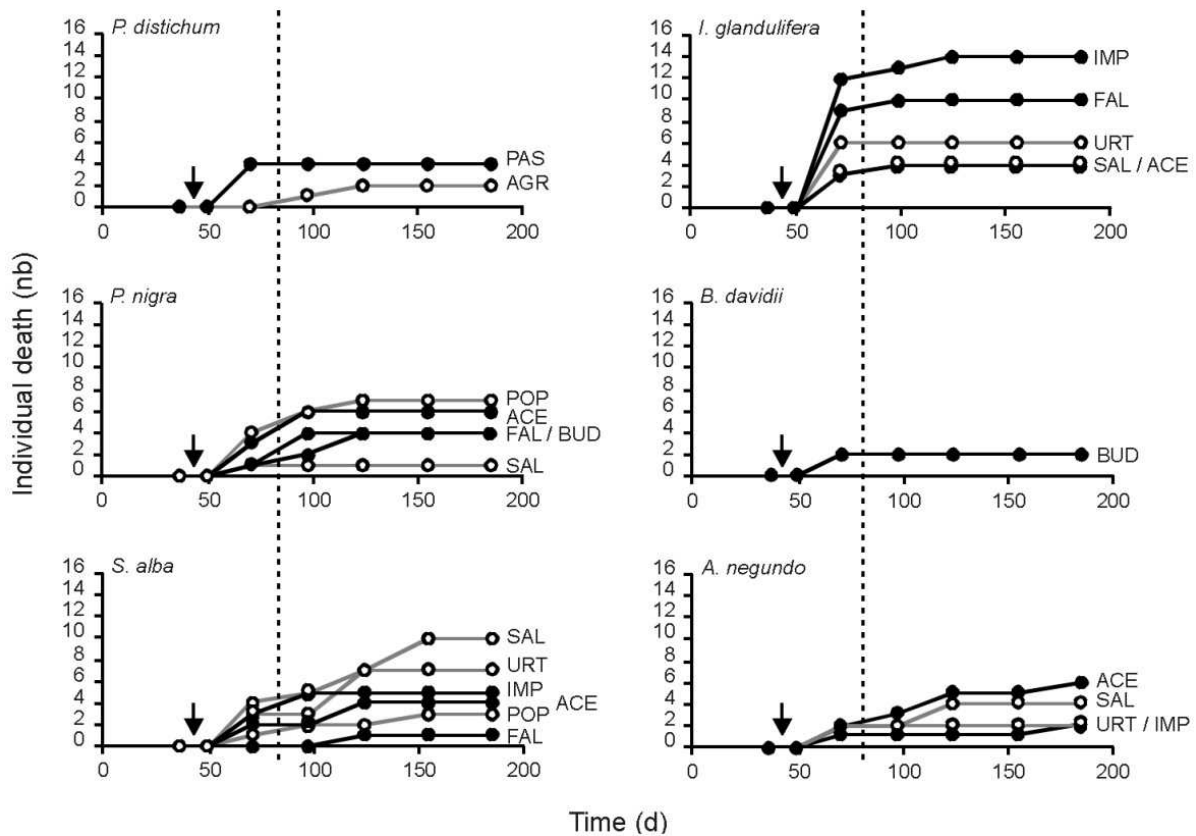 Individual death (nb)
P. distichum
16
14
12
10
8
6
4
2
0
PAS
AGR
0 50 100 150 200
I. glandulifera
16
14
12
10
8
6
4
2
0
IMP
FAL
URT
SAL / ACE
0 50 100 150 200
P. nigra
16
14
12
10
8
6
4
2
0
POP
ACE
FAL / BUD
SAL
0 50 100 150 200
B. davidii
16
14
12
10
8
6
4
2
0
BUD
0 50 100 150 200
S. alba
16
14
12
10
8
6
4
2
0
SAL
URT
IMP
ACE
POP
FAL
0 50 100 150 200
A. negundo
16
14
12
10
8
6
4
2
0
ACE
SAL
URT / IMP
0 50 100 150 200
Time (d)